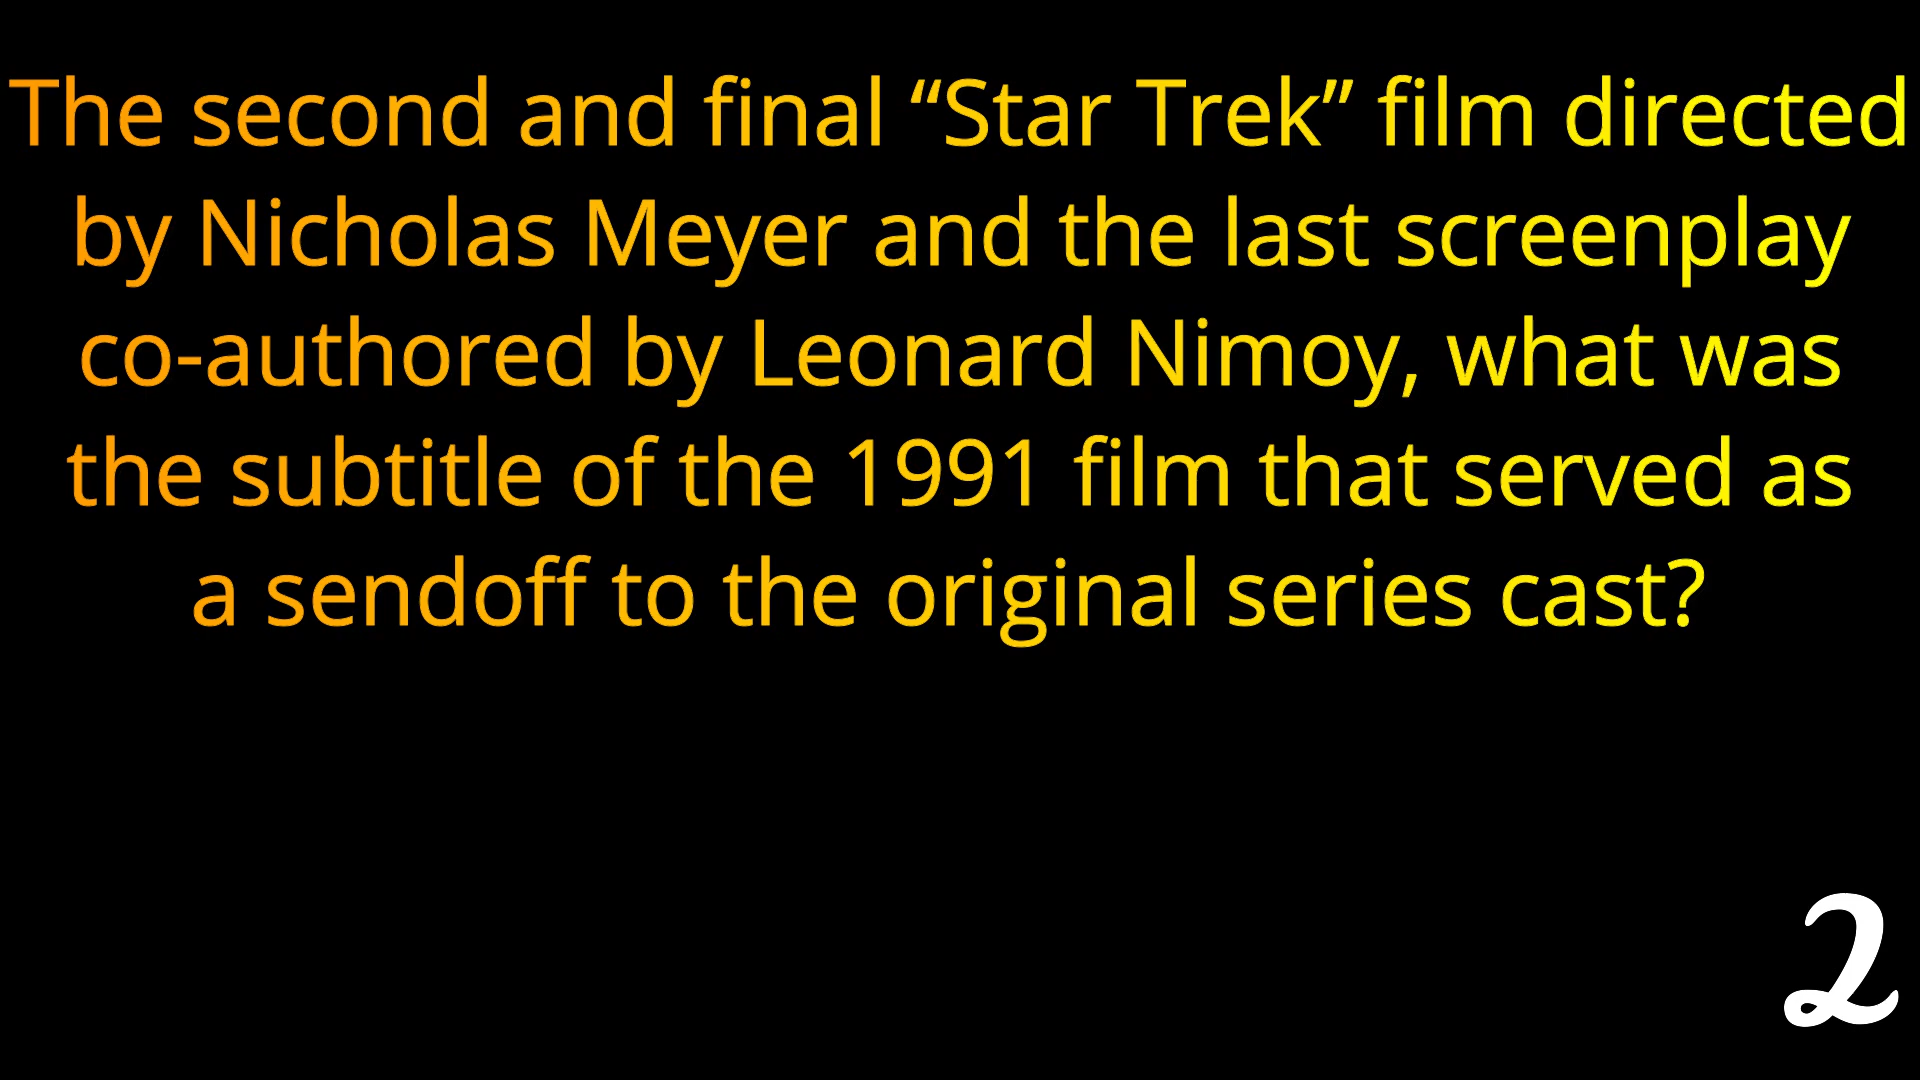 The second and final “Star Trek” film directed
by Nicholas Meyer and the last screenplay
co-authored by Leonard Nimoy, what was
the subtitle of the 1991 film that served as
a sendoff to the original series cast?
2